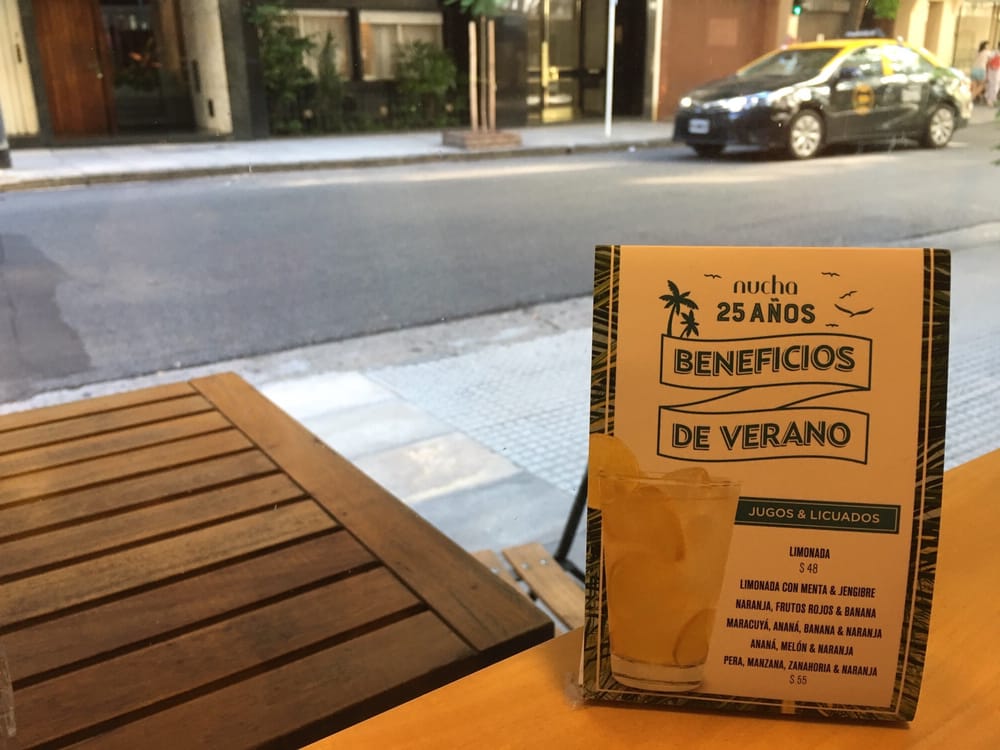 nucha
25 AÑOS
BENEFICIOS
DE VERANO
JUGOS & LICUADOS
LIMONADA
$ 48
LIMONADA CON MENTA & JENGIBRE
NARANJA, FRUTOS ROJOS & BANANA
MARACUYÁ, ANANÁ, BANANA & NARANJA
ANANÁ, MELÓN & NARANJA
PERA, MANZANA, ZANAHORIA & NARANJA
$ 55